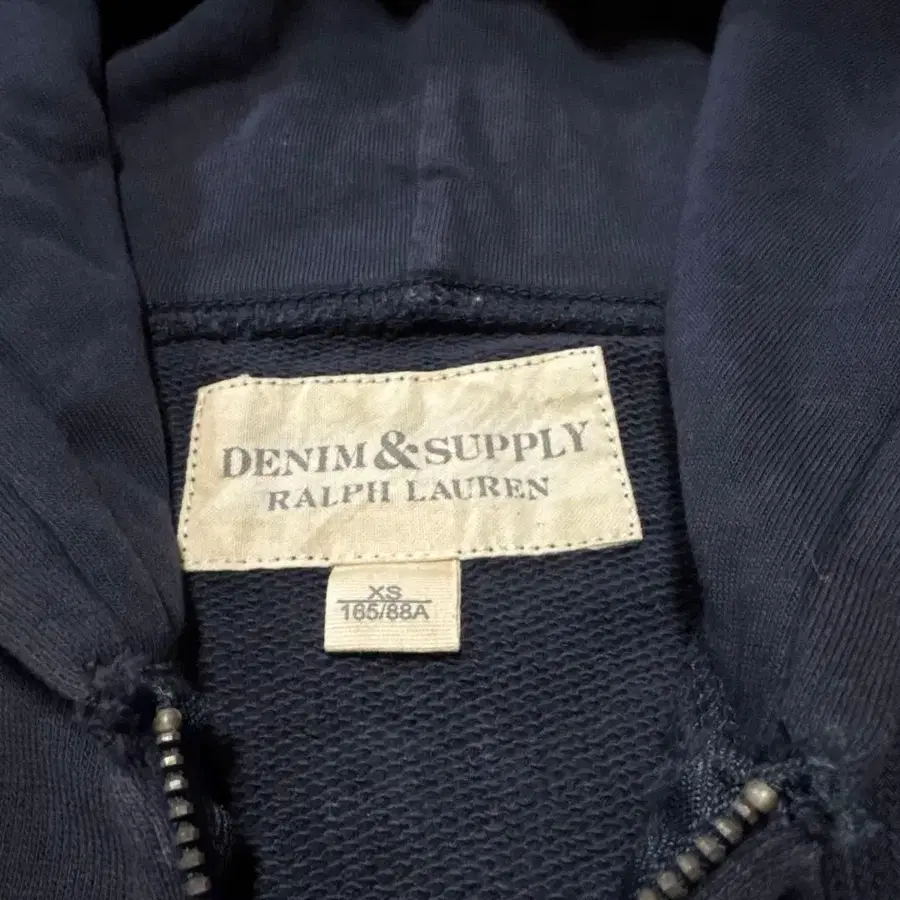 DENIM & SUPPLY
RALPH LAUREN
XS
165/88A